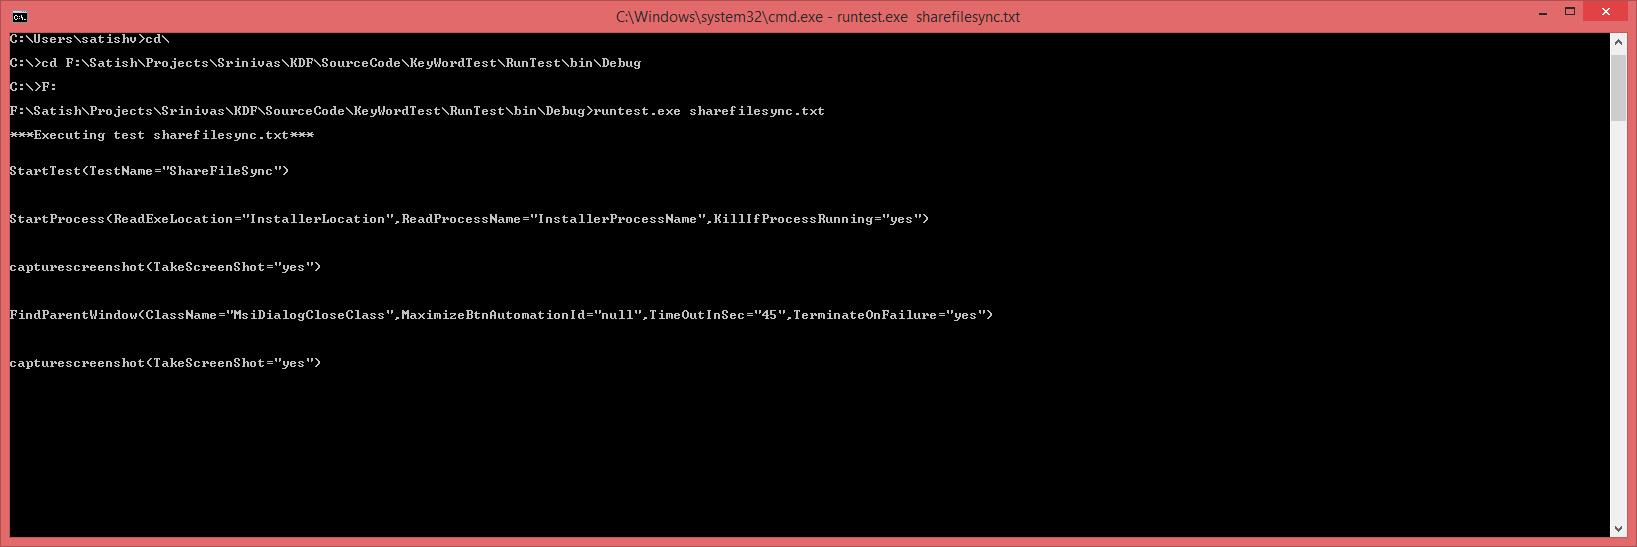 C:\Windows\system32\cmd.exe - runtest.exe  sharefilesync.txt
C:\Users\satishv>cd\
C:\>cd F:\Satish\Projects\Srinivas\KDF\SourceCode\KeyWordTest\RunTest\bin\Debug
C:\>F:
F:\Satish\Projects\Srinivas\KDF\SourceCode\KeyWordTest\RunTest\bin\Debug>runtest.exe sharefilesync.txt
***Executing test sharefilesync.txt***
StartTest(TestName="ShareFileSync")
StartProcess(ReadExeLocation="InstallerLocation",ReadProcessName="InstallerProcessName",KillIfProcessRunning="yes")
capturescreenshot(TakeScreenShot="yes")
FindParentWindow(ClassName="MsiDialogCloseClass",MaximizeBtnAutomationId="null",TimeOutInSec="45",TerminateOnFailure="yes")
capturescreenshot(TakeScreenShot="yes")